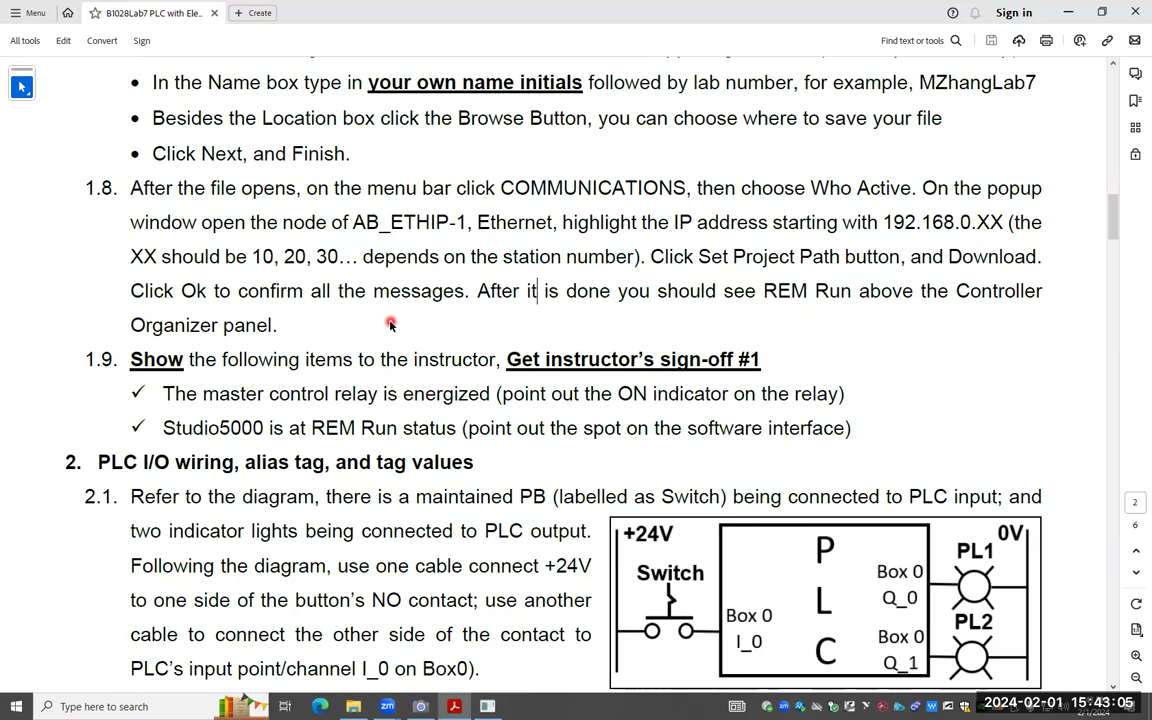 Menu
B1028Lab7 PLC with Ele...
Create
Sign in
All tools
Edit
Convert
Sign
Find text or tools
• In the Name box type in your own name initials followed by lab number, for example, MZhangLab7
• Besides the Location box click the Browse Button, you can choose where to save your file
• Click Next, and Finish.
1.8. After the file opens, on the menu bar click COMMUNICATIONS, then choose Who Active. On the popup
window open the node of AB_ETHIP-1, Ethernet, highlight the IP address starting with 192.168.0.XX (the
XX should be 10, 20, 30... depends on the station number). Click Set Project Path button, and Download.
Click Ok to confirm all the messages. After it is done you should see REM Run above the Controller
Organizer panel.
1.9. Show the following items to the instructor, Get instructor's sign-off #1
✓ The master control relay is energized (point out the ON indicator on the relay)
✓ Studio5000 is at REM Run status (point out the spot on the software interface)
2. PLC I/O wiring, alias tag, and tag values
2.1. Refer to the diagram, there is a maintained PB (labelled as Switch) being connected to PLC input; and
two indicator lights being connected to PLC output.
Following the diagram, use one cable connect +24V
to one side of the button's NO contact; use another
cable to connect the other side of the contact to
PLC's input point/channel I_0 on Box0).
+24V
Switch
Box 0
I_0
P
L
C
Box 0
Q_0
Box 0
Q_1
0V
PL1
PL2
2
6
Type here to search
2024-02-01 15:43:05